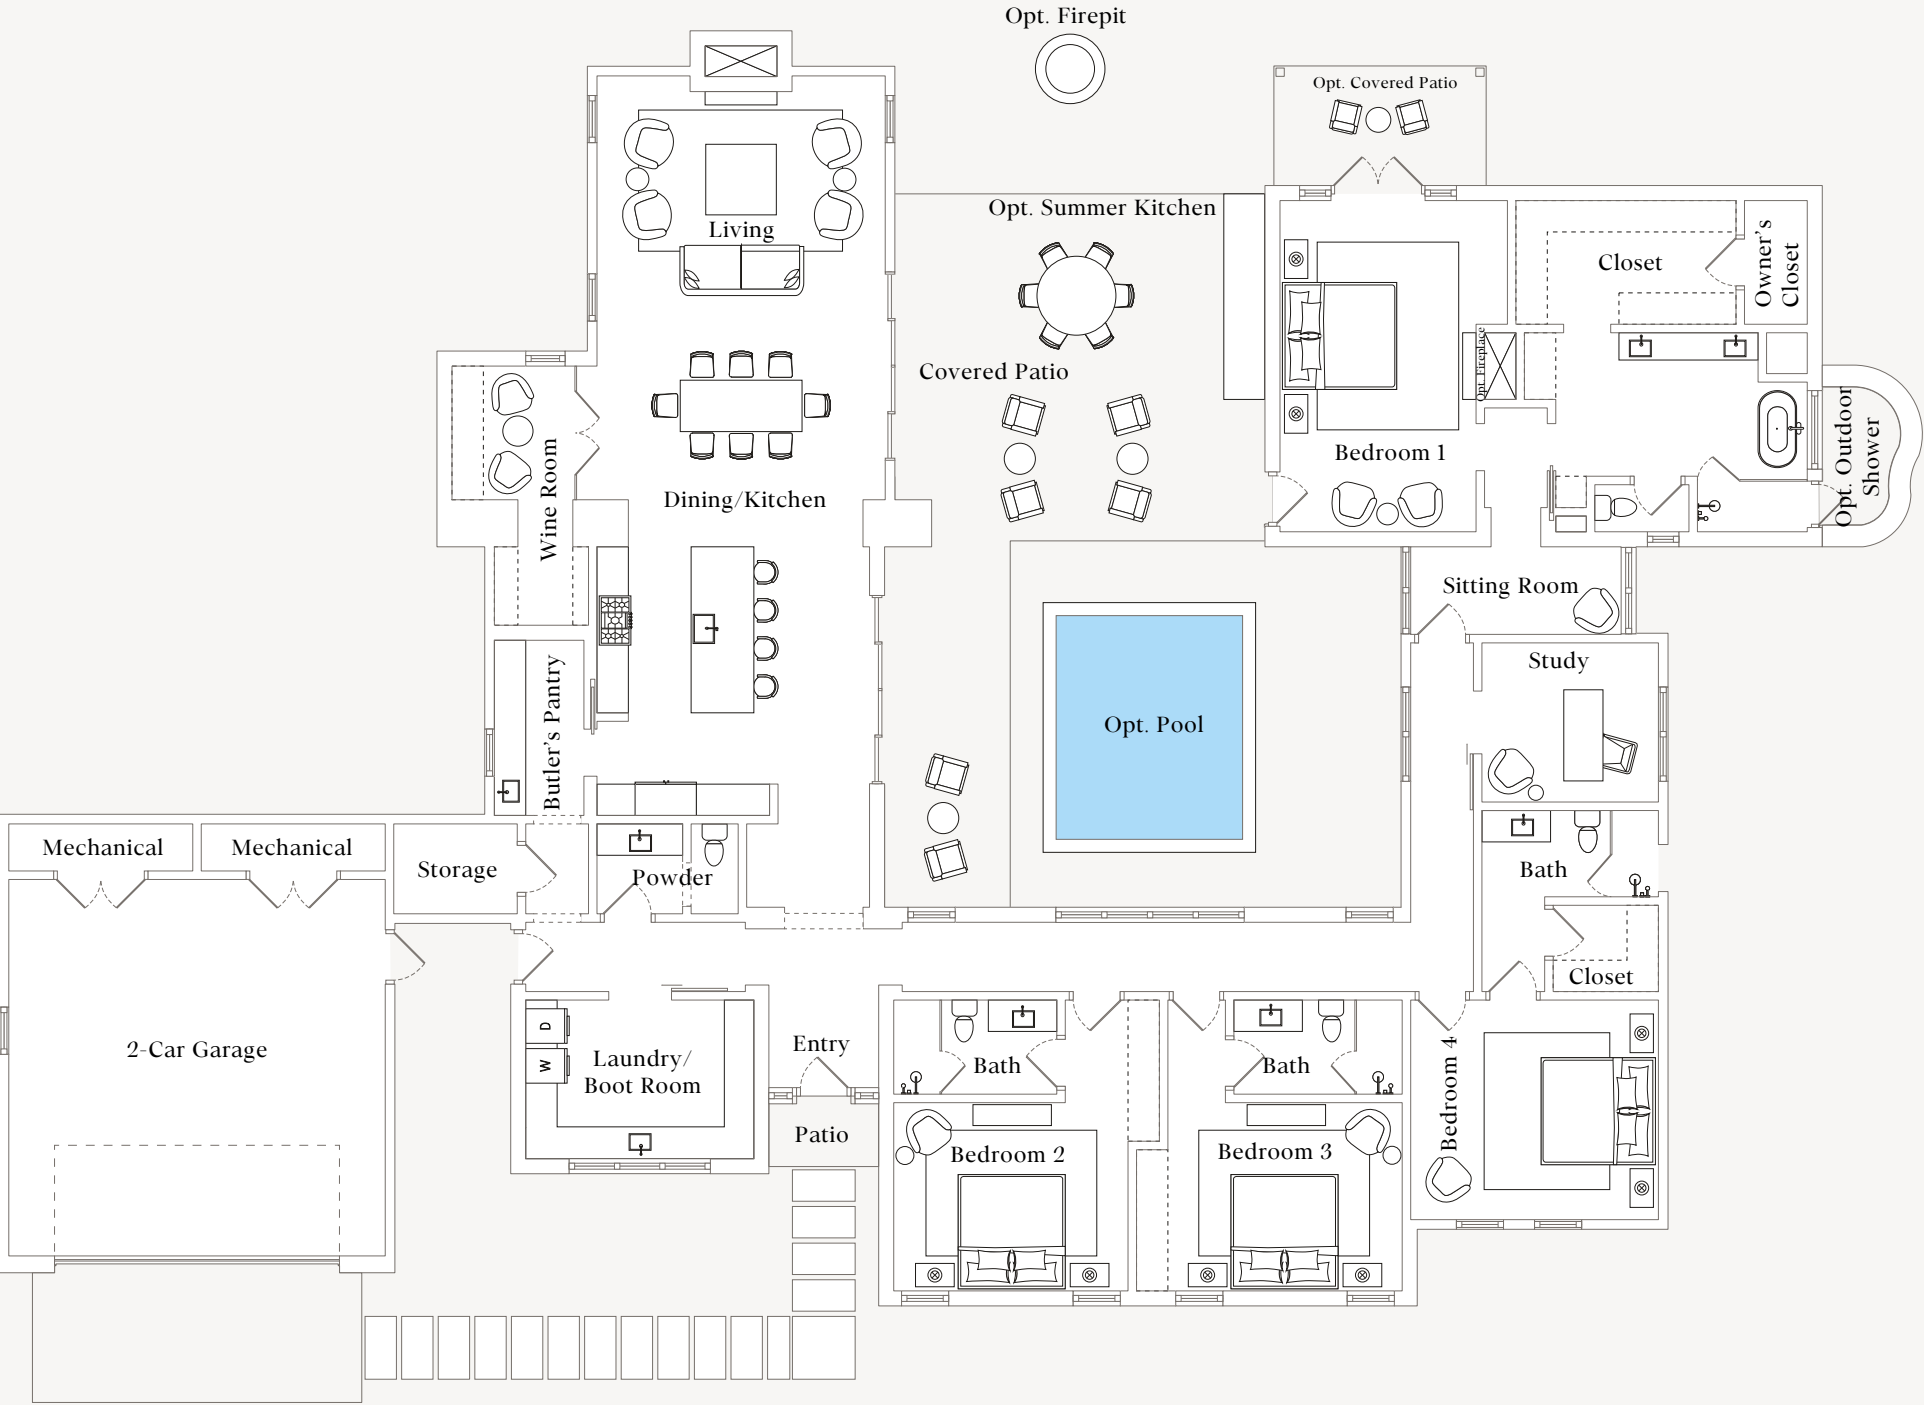 Opt. Firepit
Opt. Covered Patio
Opt. Summer Kitchen
Living
Closet
Owner's
Closet
Opt. Fireplace
Covered Patio
Opt. Outdoor
Shower
Bedroom 1
Wine Room
Dining/Kitchen
Sitting Room
Study
Butler's Pantry
Opt. Pool
Mechanical
Mechanical
Storage
Powder
Bath
Closet
2-Car Garage
D
W
Laundry/
Boot Room
Entry
Bath
Bath
Bedroom 4
Patio
Bedroom 2
Bedroom 3